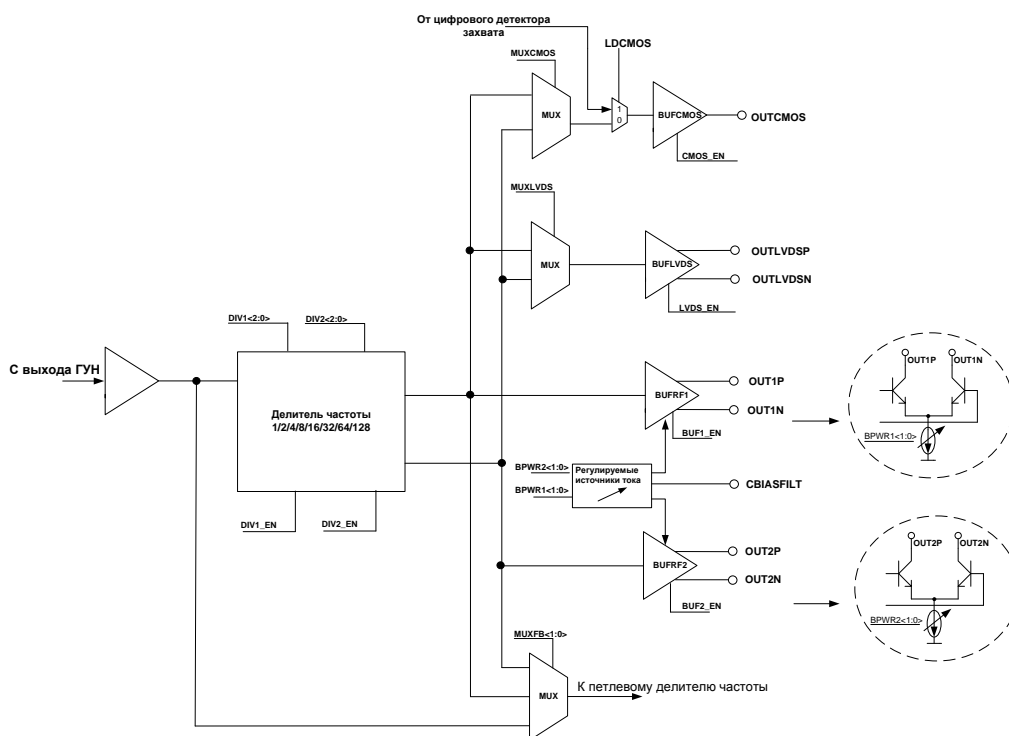 От цифрового детектора
захвата
LDCMOS
MUXCMOS
MUX
1
0
BUFCMOS
OUTCMOS
CMOS_EN
MUXLVDS
MUX
BUFLVDS
OUTLVDSP
OUTLVDSN
LVDS_EN
DIV1<2:0>
DIV2<2:0>
С выхода ГУН
Делитель частоты
1/2/4/8/16/32/64/128
DIV1_EN
DIV2_EN
BUFRF1
OUT1P
OUT1N
BUF1_EN
OUT1P
OUT1N
BPWR1<1:0>
BPWR2<1:0>
BPWR1<1:0>
Регулируемые
источники тока
CBIASFILT
BUFRF2
OUT2P
OUT2N
BUF2_EN
OUT2P
OUT2N
BPWR2<1:0>
MUXFB<1:0>
MUX
К петлевому делителю частоты